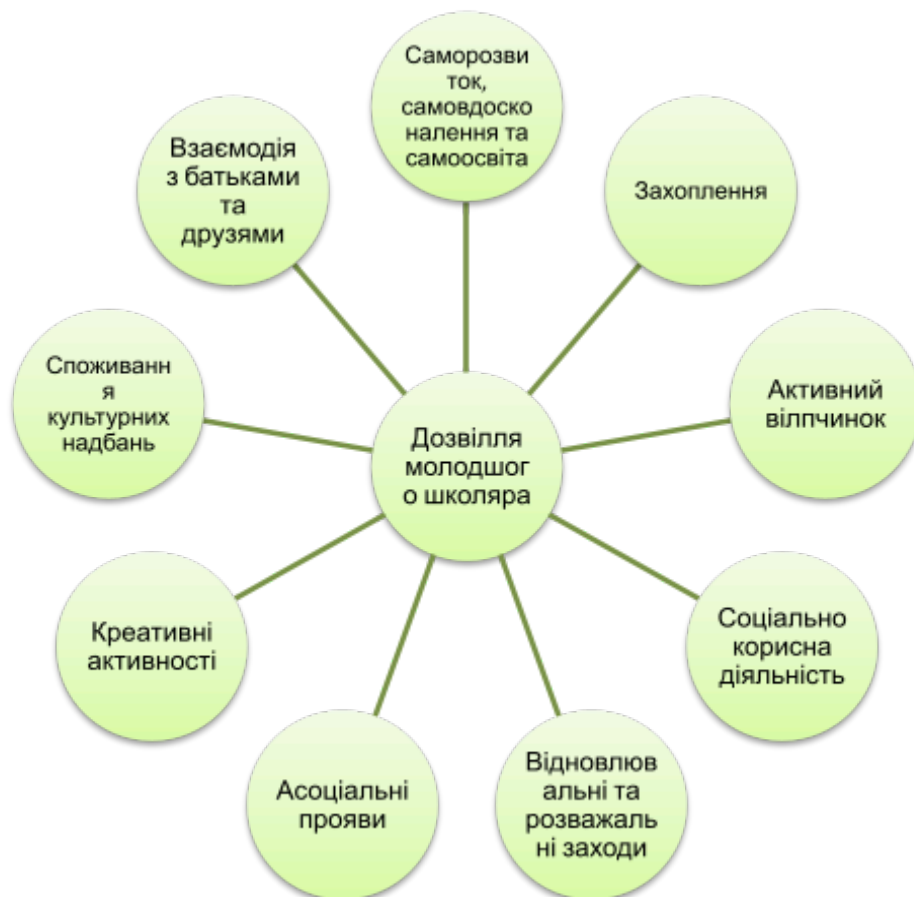 Саморозви
ток,
самовдоско
налення та
самоосвіта
Захоплення
Активний
вілпчинок
Соціально
корисна
діяльність
Відновлюв
альні та
розважаль
ні заходи
Асоціальні
прояви
Креативні
активності
Споживанн
я
культурних
надбань
Взаємодія
з батьками
та
друзями
Дозвілля
молодшог
о школяра